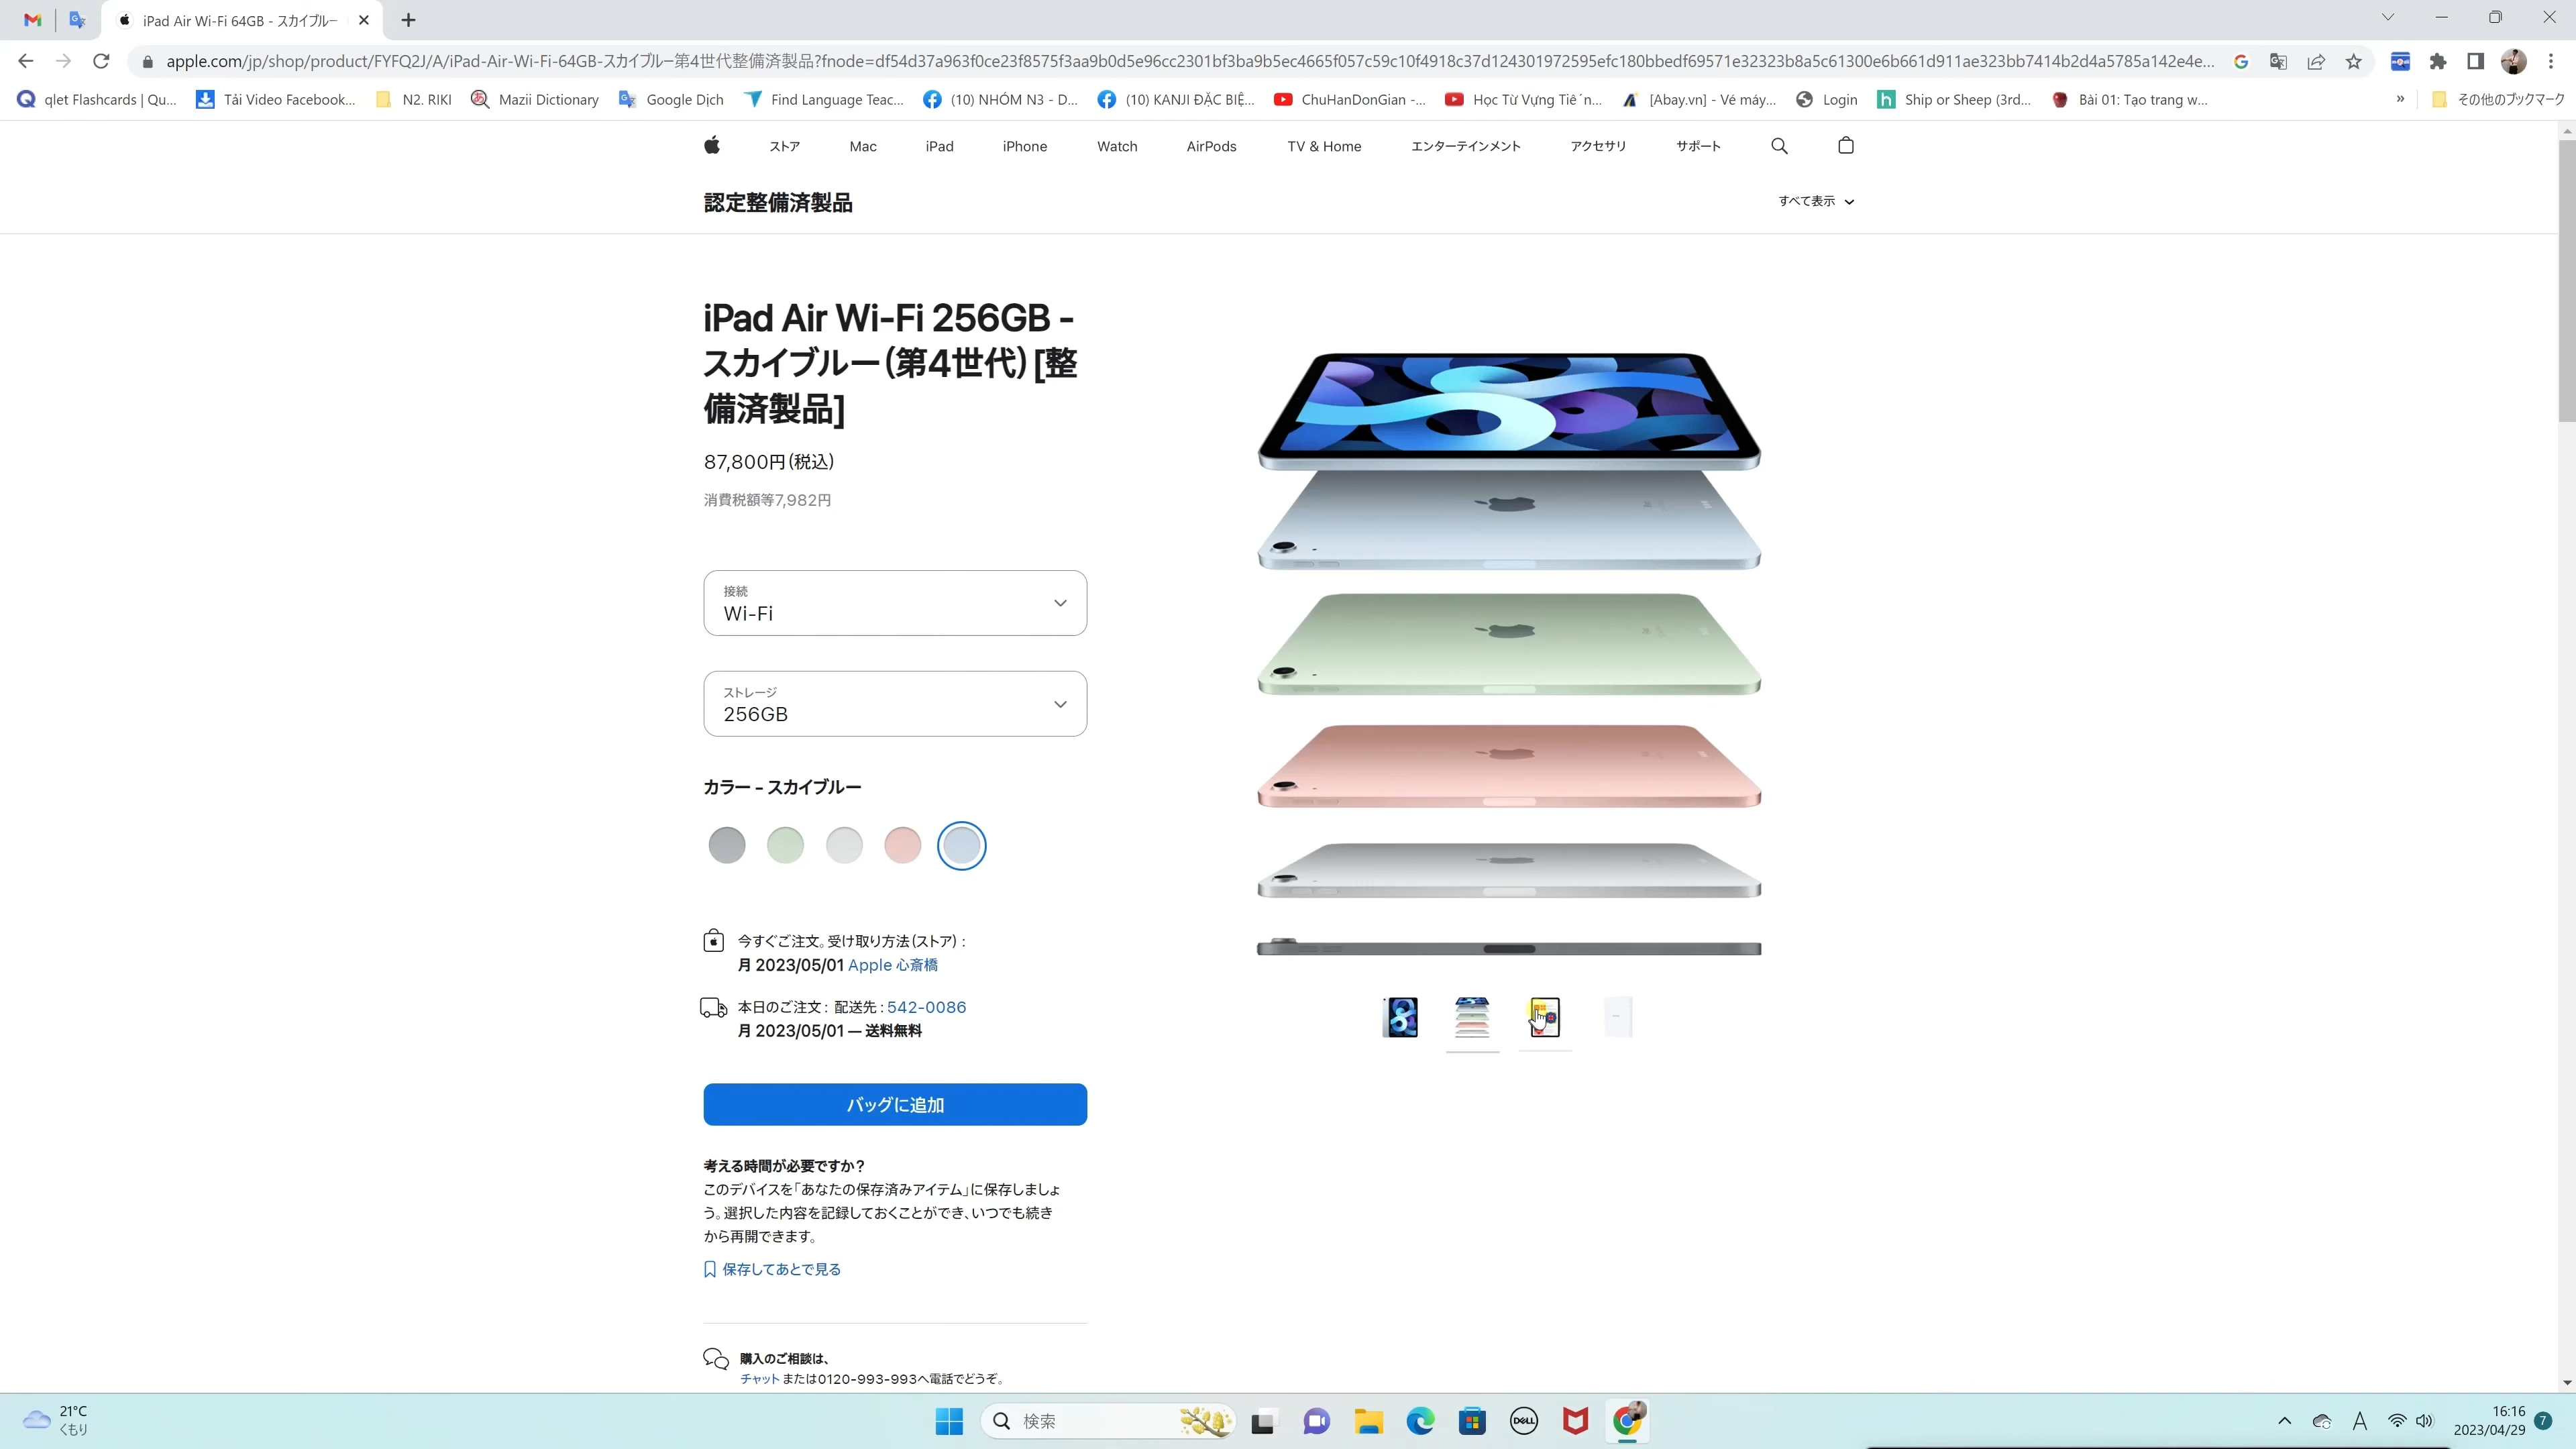 iPad Air Wi-Fi 64GB - スカイブルー
apple.com/jp/shop/product/FYFQ2J/A/iPad-Air-Wi-Fi-64GB-スカイブルー第4世代整備済製品?fnode=df54d37a963f0ce23f8575f3aa9b0d5e96cc2301bf3ba9b5ec4665f057c59c10f4918c37d124301972595efc180bbedf69571e32323b8a5c61300e6b661d911ae323bb7414b2d4a5785a142e4e...
qlet Flashcards | Qu... Tải Video Facebook... N2. RIKI Mazii Dictionary Google Dịch Find Language Teac... (10) NHÓM N3 - D... (10) KANJI ĐẶC BIỆ... ChuHanDonGian -... Học Từ Vựng Tiê´n... [Abay.vn] - Vé máy... Login Ship or Sheep (3rd... Bài 01: Tạo trang w... » その他のブックマーク
ストア Mac iPad iPhone Watch AirPods TV & Home エンターテインメント アクセサリ サポート
認定整備済製品
すべて表示
iPad Air Wi-Fi 256GB -
スカイブルー(第4世代)[整
備済製品]
87,800円(税込)
消費税額等7,982円
接続
Wi-Fi
ストレージ
256GB
カラー – スカイブルー
今すぐご注文。受け取り方法(ストア):
月 2023/05/01 Apple 心斎橋
本日のご注文: 配送先:542-0086
月 2023/05/01 — 送料無料
バッグに追加
考える時間が必要ですか?
このデバイスを「あなたの保存済みアイテム」に保存しましょ
う。選択した内容を記録しておくことができ、いつでも続き
から再開できます。
保存してあとで見る
購入のご相談は、
チャットまたは0120-993-993へ電話でどうぞ。
21°C
くもり
検索
DELL
A
16:16
2023/04/29
7